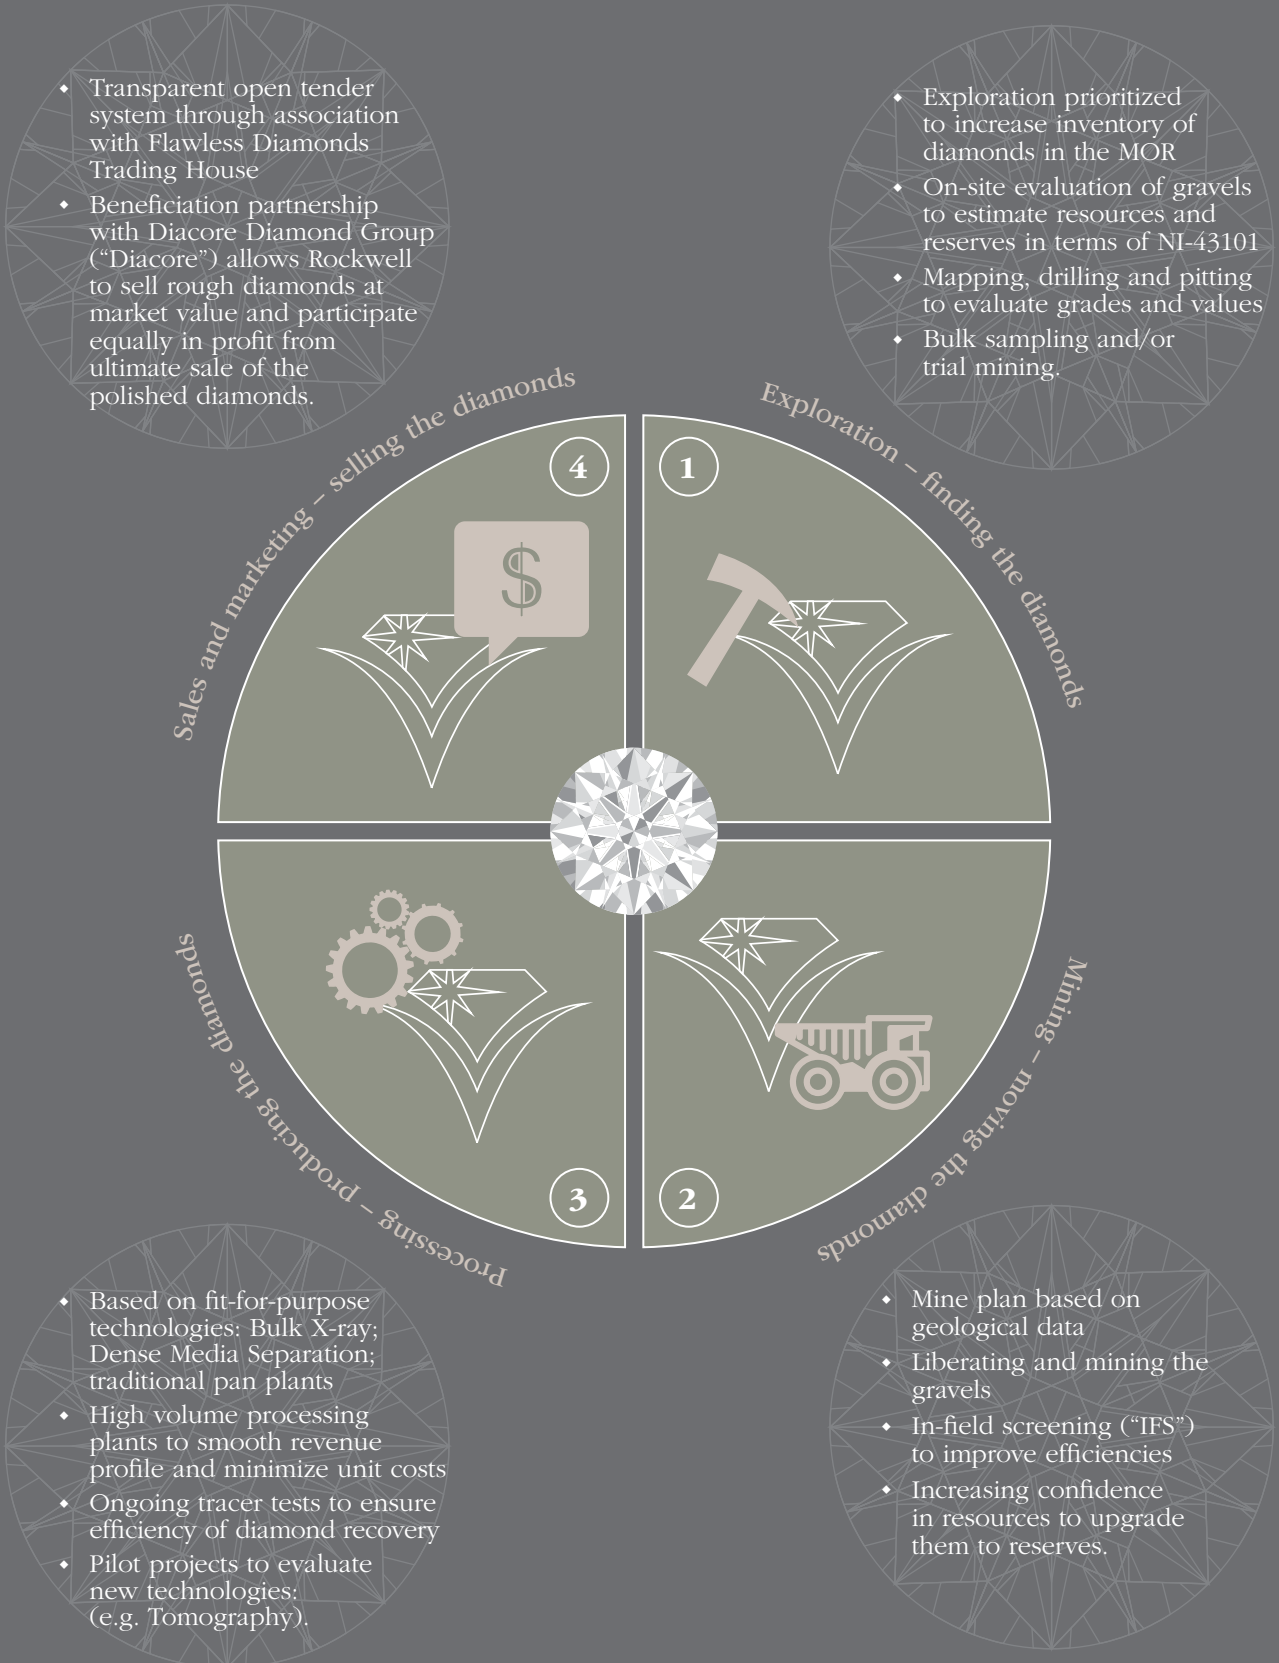 ◆ Transparent open tender
system through association
with Flawless Diamonds
Trading House
◆ Beneficiation partnership
with Diacore Diamond Group
(“Diacore”) allows Rockwell
to sell rough diamonds at
market value and participate
equally in profit from
ultimate sale of the
polished diamonds.
◆ Exploration prioritized
to increase inventory of
diamonds in the MOR
◆ On-site evaluation of gravels
to estimate resources and
reserves in terms of NI-43101
◆ Mapping, drilling and pitting
to evaluate grades and values
◆ Bulk sampling and/or
trial mining.
Sales and marketing – selling the diamonds
Exploration – finding the diamonds
4
1
$
Processing – producing the diamonds
Mining – moving the diamonds
3
2
◆ Based on fit-for-purpose
technologies: Bulk X-ray;
Dense Media Separation;
traditional pan plants
◆ High volume processing
plants to smooth revenue
profile and minimize unit costs
◆ Ongoing tracer tests to ensure
efficiency of diamond recovery
◆ Pilot projects to evaluate
new technologies:
(e.g. Tomography).
◆ Mine plan based on
geological data
◆ Liberating and mining the
gravels
◆ In-field screening (“IFS”)
to improve efficiencies
◆ Increasing confidence
in resources to upgrade
them to reserves.